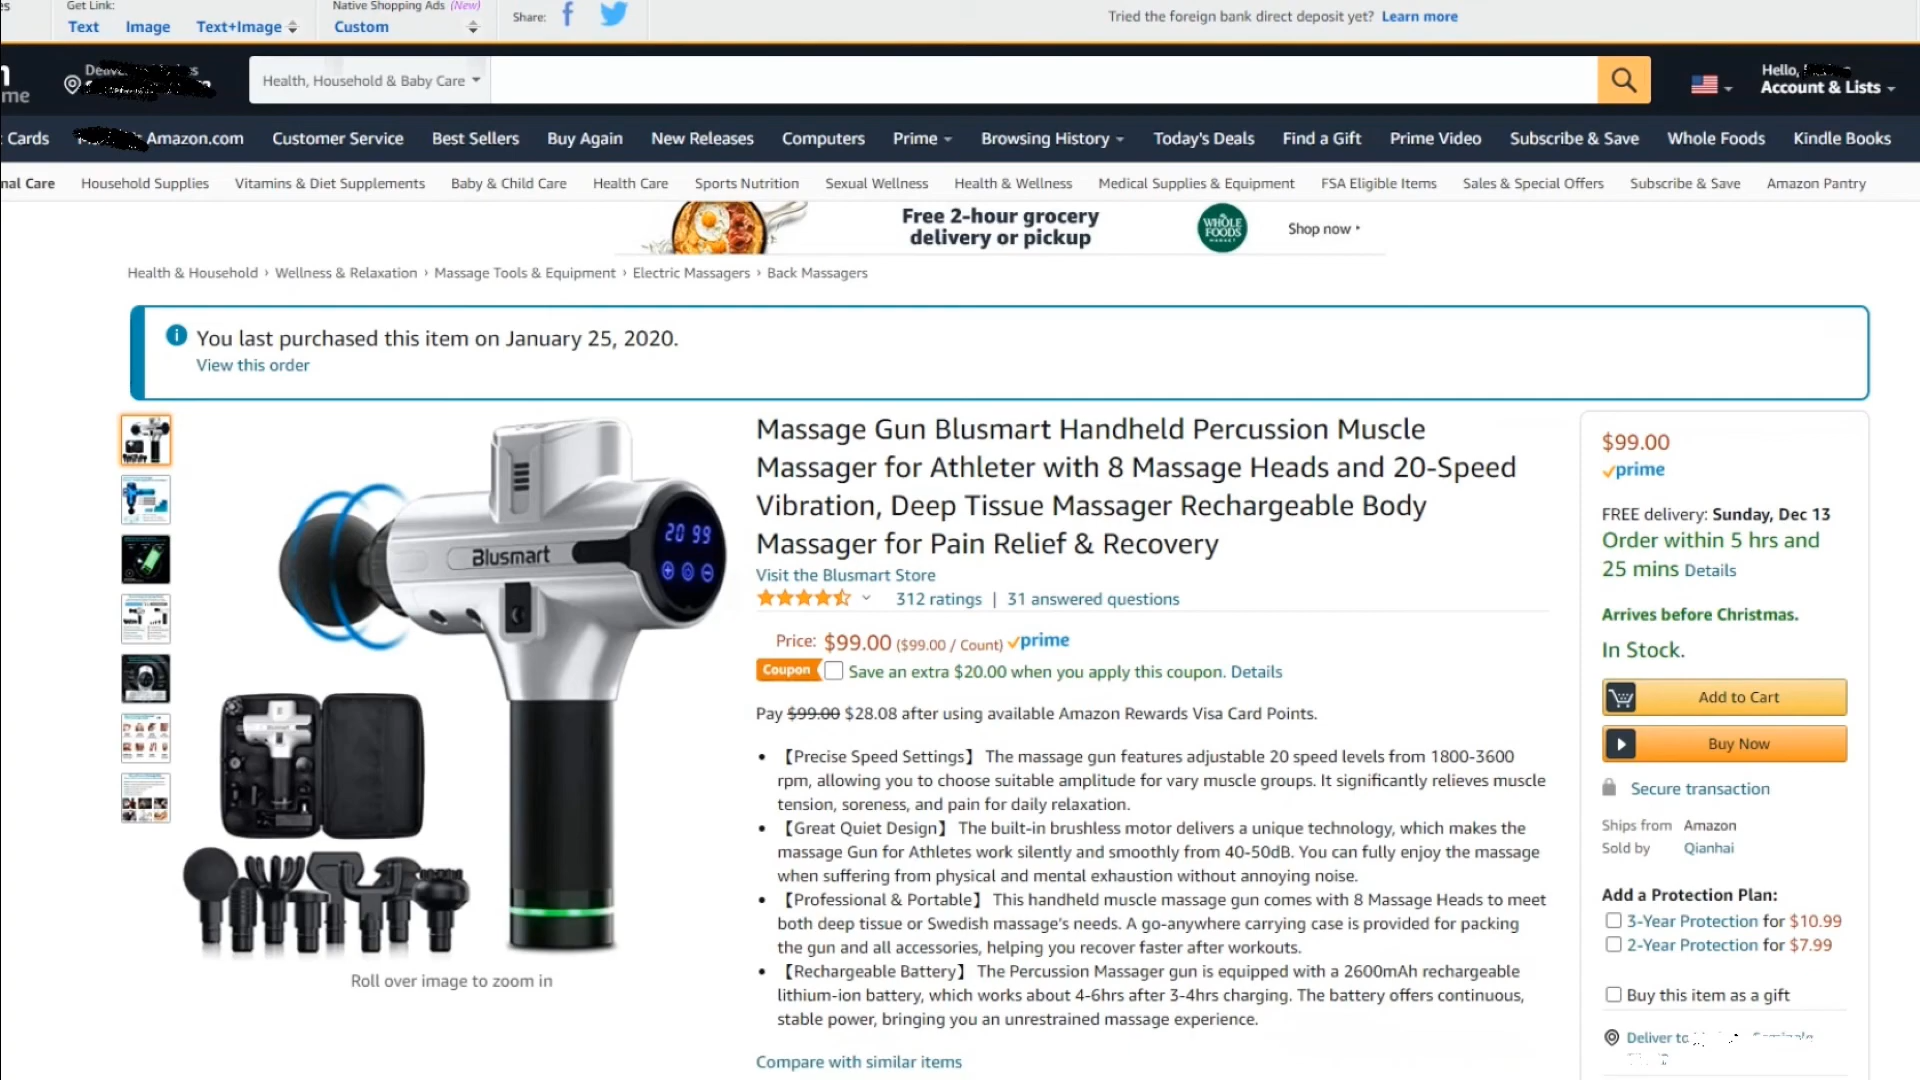 Get Link:
Text Image Text+Image
Native Shopping Ads (New)
Custom
Share:
Tried the foreign bank direct deposit yet? Learn more
me
Health, Household & Baby Care
Hello,
Account & Lists
Cards Amazon.com Customer Service Best Sellers Buy Again New Releases Computers Prime Browsing History Today's Deals Find a Gift Prime Video Subscribe & Save Whole Foods Kindle Books
nal Care Household Supplies Vitamins & Diet Supplements Baby & Child Care Health Care Sports Nutrition Sexual Wellness Health & Wellness Medical Supplies & Equipment FSA Eligible Items Sales & Special Offers Subscribe & Save Amazon Pantry
Free 2-hour grocery
delivery or pickup
WHOLE
FOODS
MARKET
Shop now
Health & Household › Wellness & Relaxation › Massage Tools & Equipment › Electric Massagers › Back Massagers
You last purchased this item on January 25, 2020.
View this order
20 99
Blusmart
Roll over image to zoom in
Massage Gun Blusmart Handheld Percussion Muscle
Massager for Athleter with 8 Massage Heads and 20-Speed
Vibration, Deep Tissue Massager Rechargeable Body
Massager for Pain Relief & Recovery
Visit the Blusmart Store
312 ratings | 31 answered questions
Price: $99.00 ($99.00 / Count) prime
Coupon Save an extra $20.00 when you apply this coupon. Details
Pay $99.00 $28.08 after using available Amazon Rewards Visa Card Points.
• 【Precise Speed Settings】 The massage gun features adjustable 20 speed levels from 1800-3600
rpm, allowing you to choose suitable amplitude for vary muscle groups. It significantly relieves muscle
tension, soreness, and pain for daily relaxation.
• 【Great Quiet Design】 The built-in brushless motor delivers a unique technology, which makes the
massage Gun for Athletes work silently and smoothly from 40-50dB. You can fully enjoy the massage
when suffering from physical and mental exhaustion without annoying noise.
• 【Professional & Portable】 This handheld muscle massage gun comes with 8 Massage Heads to meet
both deep tissue or Swedish massage's needs. A go-anywhere carrying case is provided for packing
the gun and all accessories, helping you recover faster after workouts.
• 【Rechargeable Battery】 The Percussion Massager gun is equipped with a 2600mAh rechargeable
lithium-ion battery, which works about 4-6hrs after 3-4hrs charging. The battery offers continuous,
stable power, bringing you an unrestrained massage experience.
Compare with similar items
$99.00
prime
FREE delivery: Sunday, Dec 13
Order within 5 hrs and
25 mins Details
Arrives before Christmas.
In Stock.
Add to Cart
Buy Now
Secure transaction
Ships from Amazon
Sold by Qianhai
Add a Protection Plan:
3-Year Protection for $10.99
2-Year Protection for $7.99
Buy this item as a gift
Deliver to